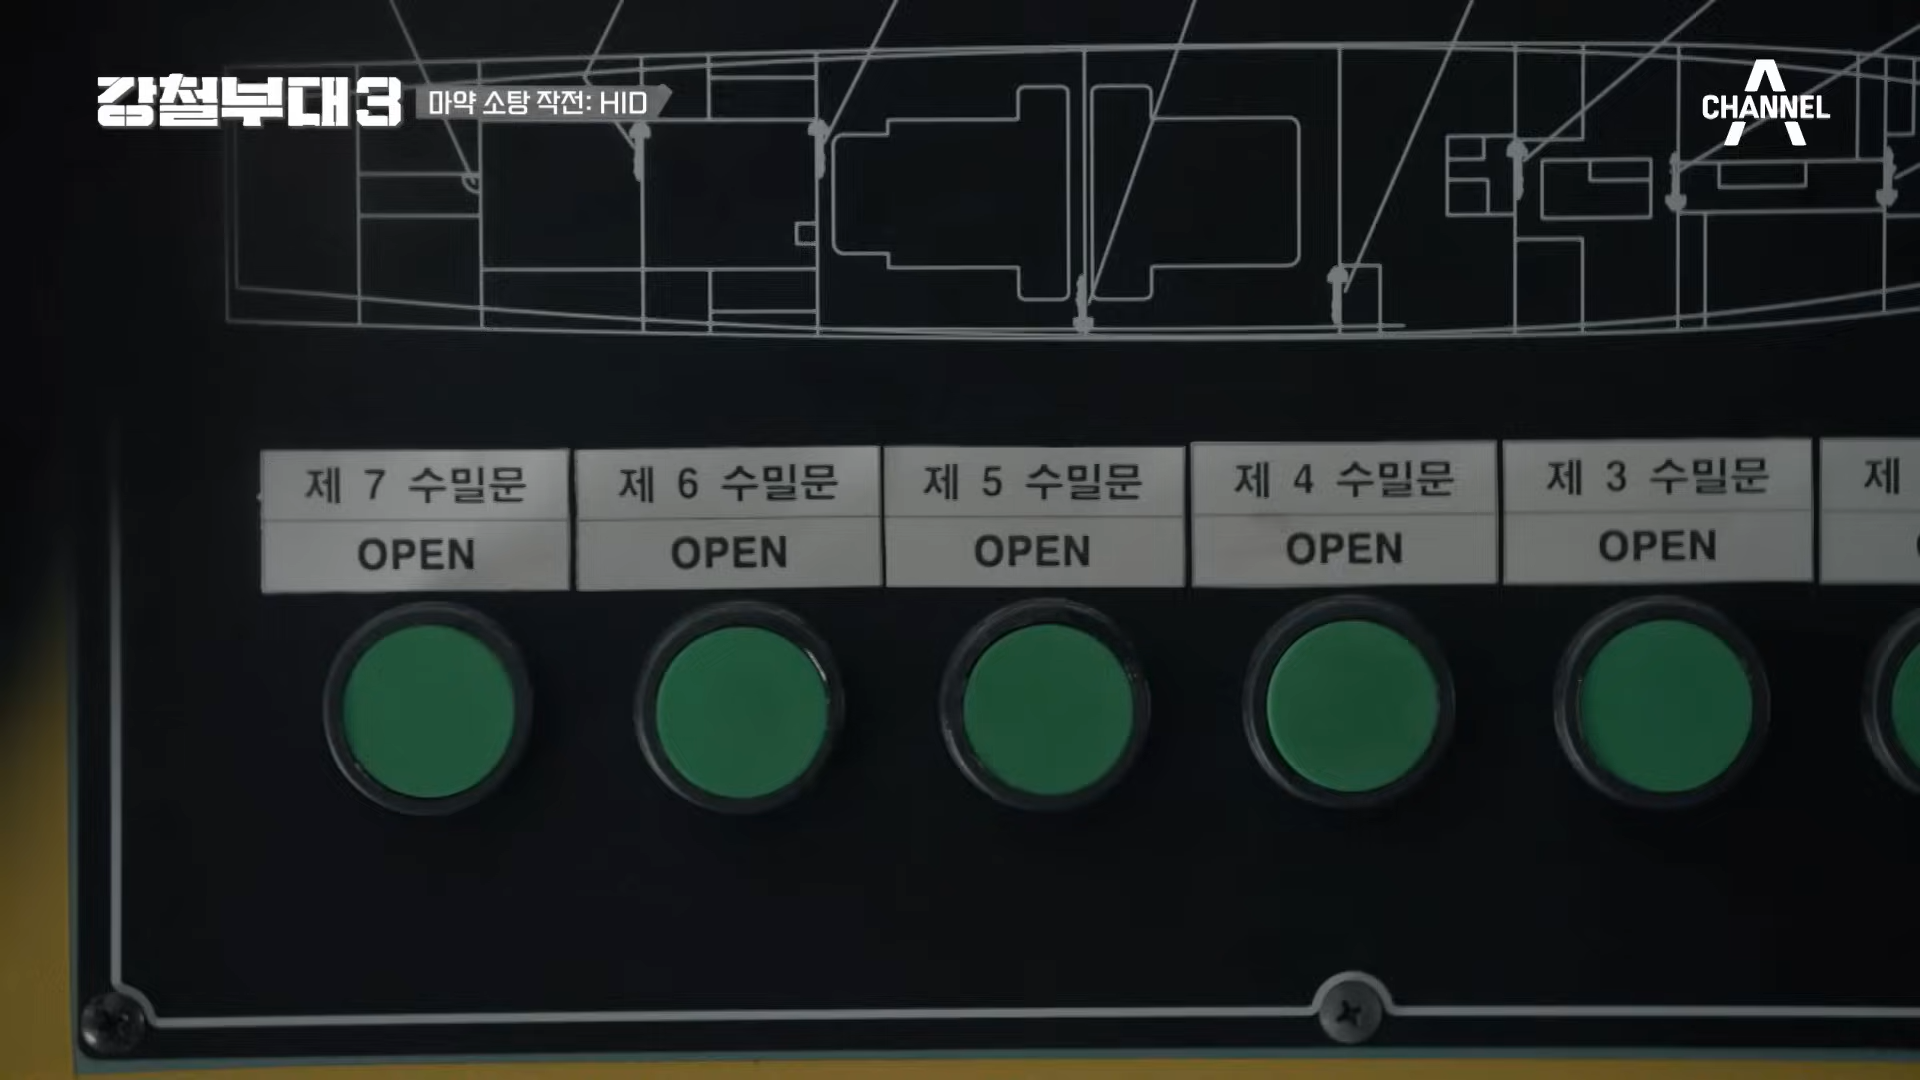 강철부대3
마약 소탕 작전: HID
CHANNEL A
제 7 수밀문
OPEN
제 6 수밀문
OPEN
제 5 수밀문
OPEN
제 4 수밀문
OPEN
제 3 수밀문
OPEN
제